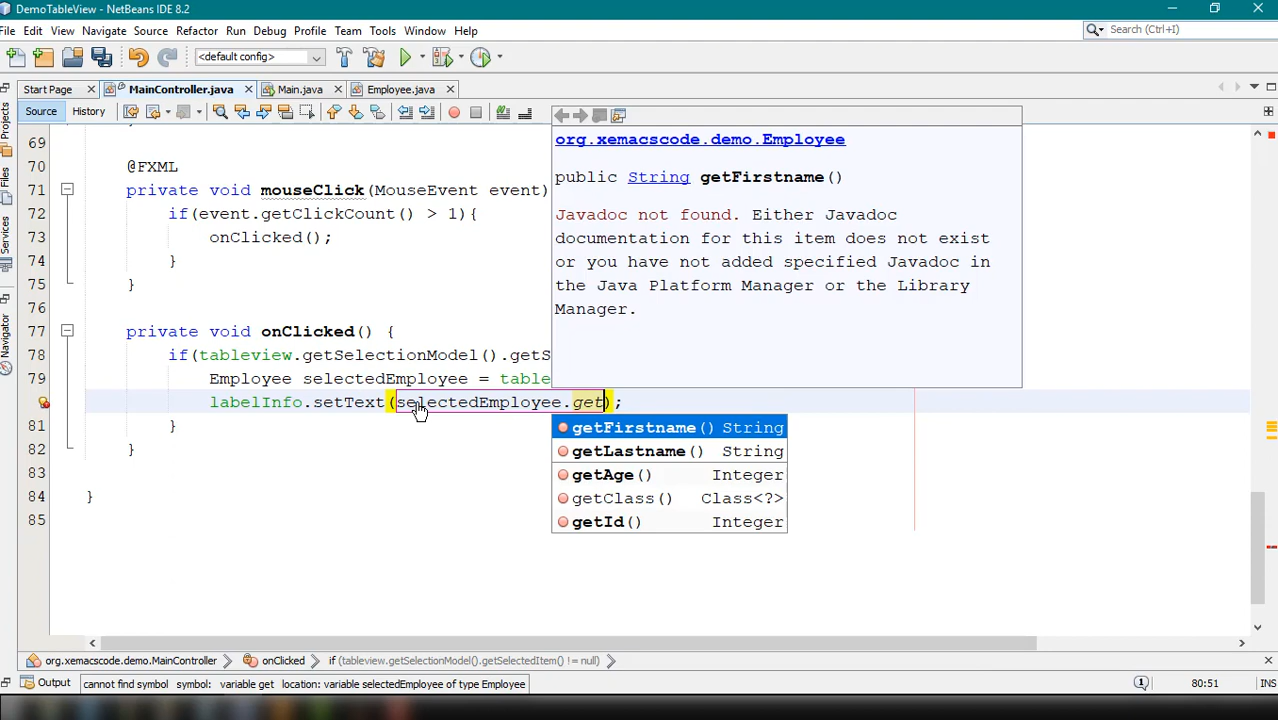 DemoTableView - NetBeans IDE 8.2
File Edit View Navigate Source Refactor Run Debug Profile Team Tools Window Help
Search (Ctrl+I)
<default config>
Start Page MainController.java Main.java Employee.java
Source History
Projects
Files
Services
Navigator
69
70 @FXML
71 private void mouseClick(MouseEvent event)
72 if(event.getClickCount() > 1){
73 onClicked();
74 }
75 }
76
77 private void onClicked() {
78 if(tableview.getSelectionModel().getS
79 Employee selectedEmployee = table
labelInfo.setText(selectedEmployee.get);
81 }
82 }
83
84 }
85
org.xemacscode.demo.Employee
public String getFirstname()
Javadoc not found. Either Javadoc
documentation for this item does not exist
or you have not added specified Javadoc in
the Java Platform Manager or the Library
Manager.
getFirstname() String
getLastname() String
getAge() Integer
getClass() Class<?>
getId() Integer
org.xemacscode.demo.MainController onClicked if (tableview.getSelectionModel().getSelectedItem() != null)
Output cannot find symbol symbol: variable get location: variable selectedEmployee of type Employee 1 80:51 INS